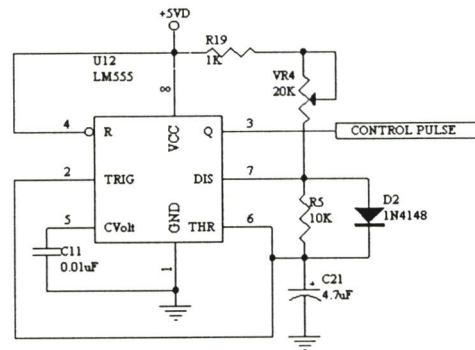 +5VD
R19
1K
U12
LM555
VR4
20K
8
4
R
VCC
Q
3
CONTROL PULSE
2
TRIG
DIS
7
D2
1N4148
R5
10K
5
CVolt
GND
THR
6
C11
0.01uF
1
+
C21
4.7uF